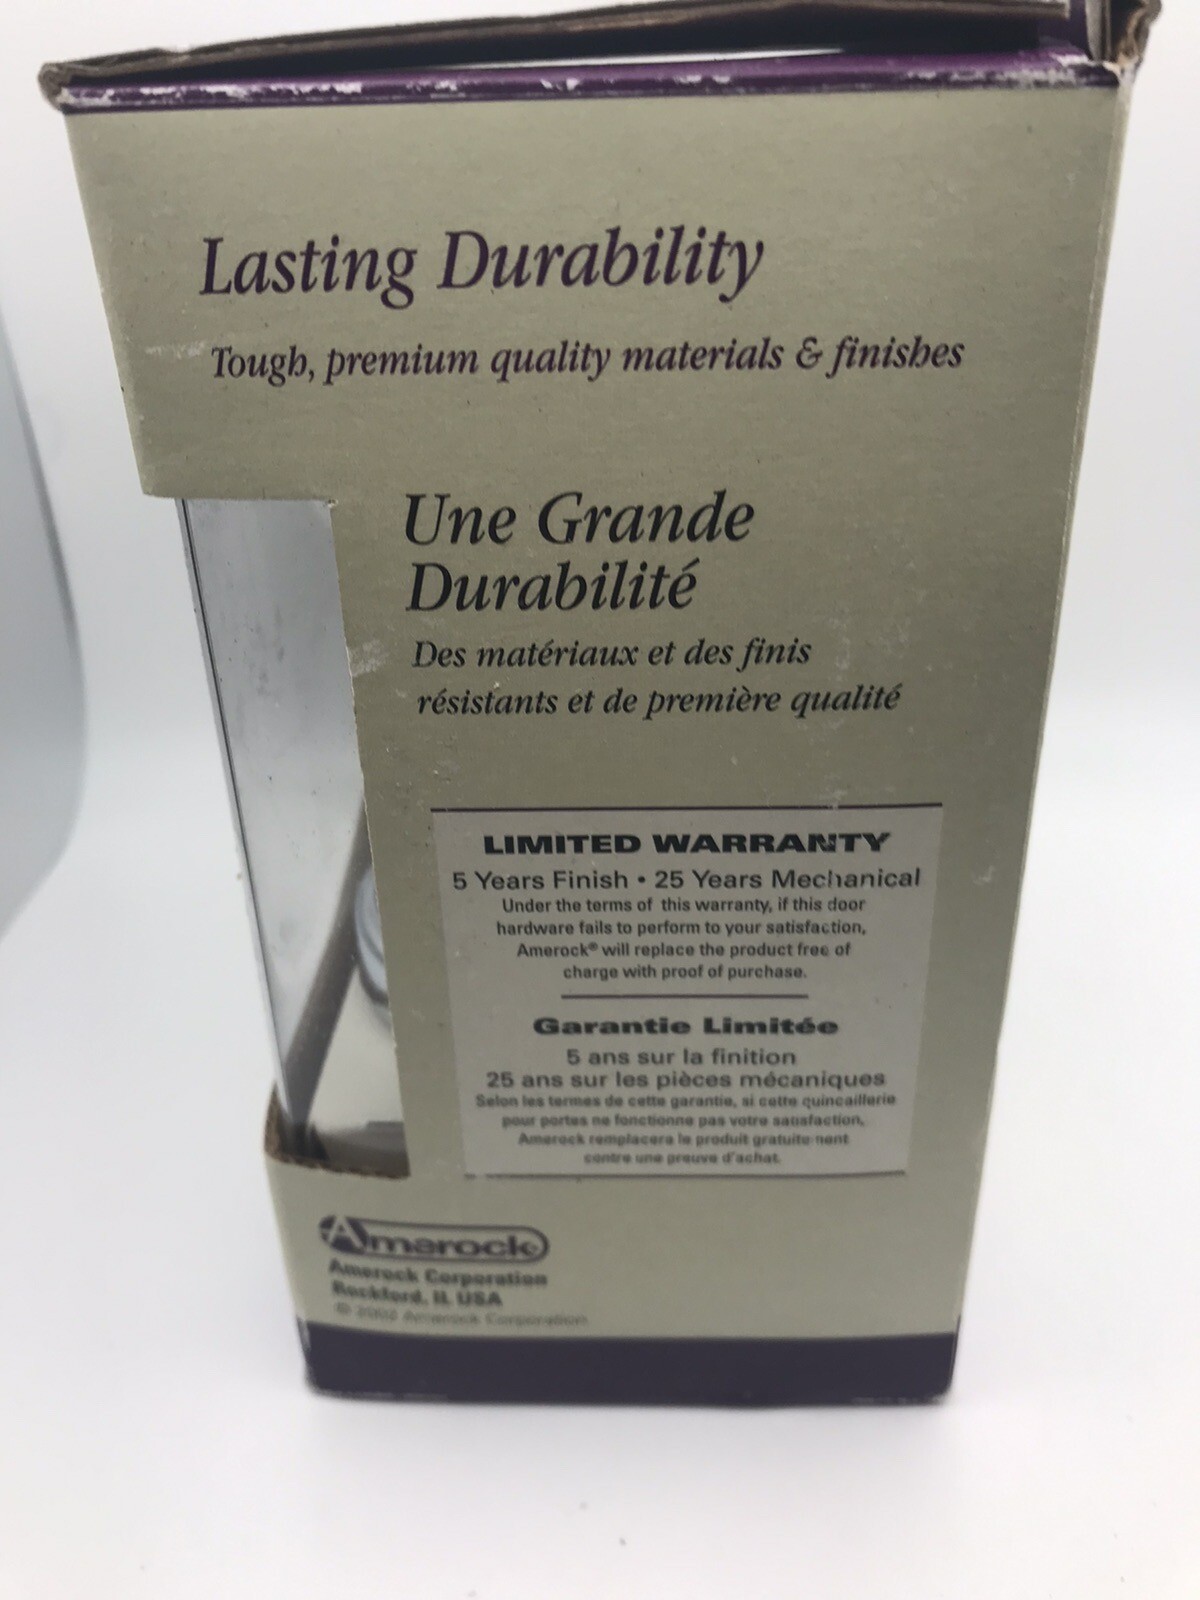 Lasting Durability
Tough, premium quality materials & finishes
Une Grande
Durabilité
Des matériaux et des finis
résistants et de première qualité
LIMITED WARRANTY
5 Years Finish • 25 Years Mechanical
Under the terms of this warranty, if this door
hardware fails to perform to your satisfaction,
Amerock® will replace the product free of
charge with proof of purchase.
Garantie Limitée
5 ans sur la finition
25 ans sur les pièces mécaniques
Selon les termes de cette garantie, si cette quincaillerie
pour portes ne fonctionne pas votre satisfaction,
Amerock remplacera le produit gratuitement
contre une preuve d'achat.
Amerock
Amerock Corporation
Rockford, IL USA
© Amerock Corporation